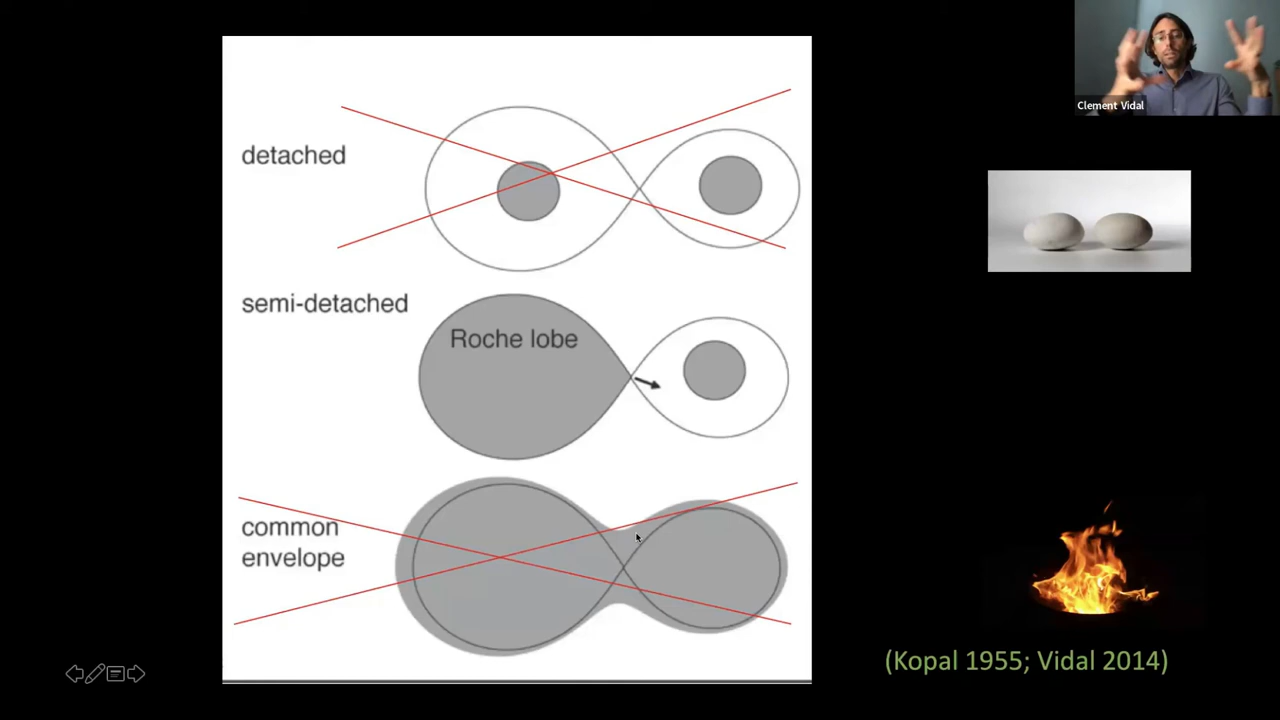 Clement Vidal
detached
semi-detached
Roche lobe
common
envelope
(Kopal 1955; Vidal 2014)